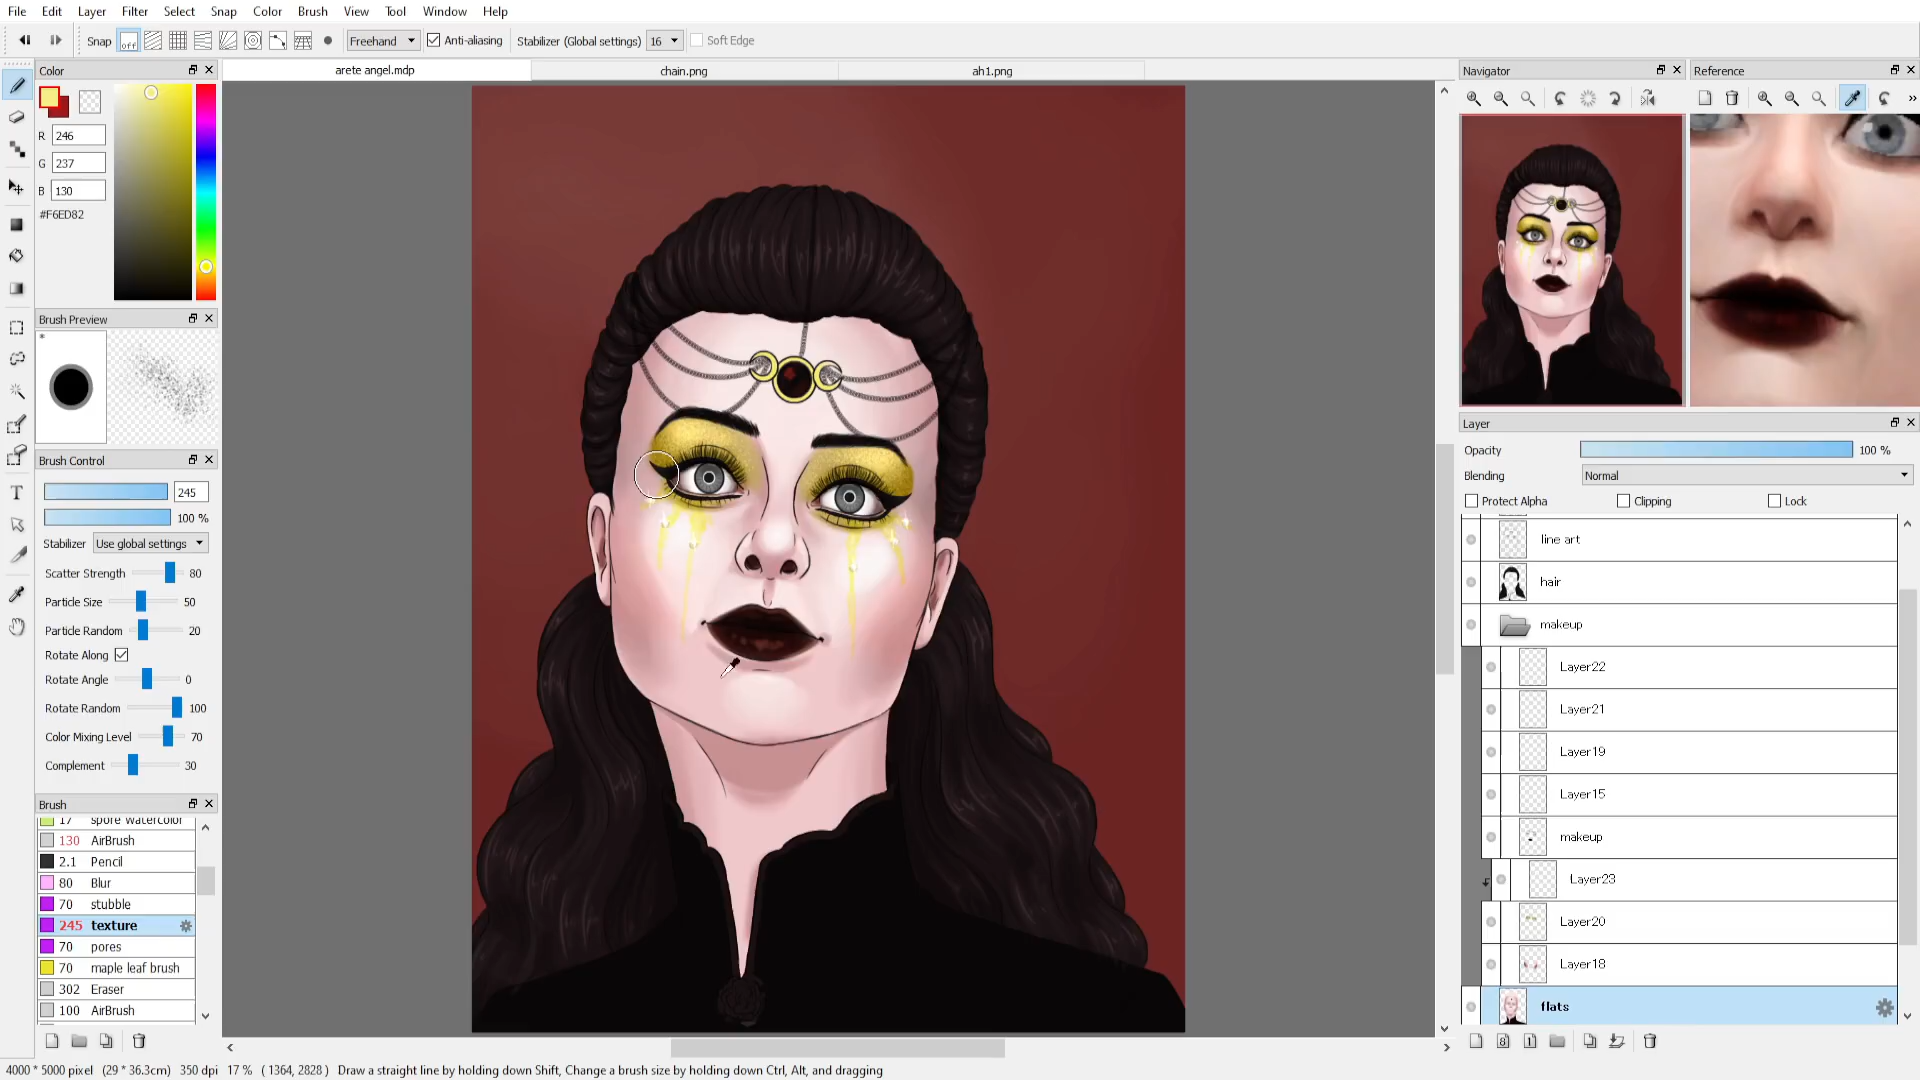 File Edit Layer Filter Select Snap Color Brush View Tool Window Help
Snap off Freehand Anti-aliasing Stabilizer (Global settings) 16 Soft Edge
Color
arete angel.mdp chain.png ah1.png
Navigator
Reference
R 246
G 237
B 130
#F6ED82
Brush Preview
*
Brush Control
245
100 %
Stabilizer Use global settings
Scatter Strength 80
Particle Size 50
Particle Random 20
Rotate Along
Rotate Angle 0
Rotate Random 100
Color Mixing Level 70
Complement 30
Brush
17 spore watercolor
130 AirBrush
2.1 Pencil
80 Blur
70 stubble
245 texture
70 pores
70 maple leaf brush
302 Eraser
100 AirBrush
Layer
Opacity 100 %
Blending Normal
Protect Alpha Clipping Lock
line art
hair
makeup
Layer22
Layer21
Layer19
Layer15
makeup
Layer23
Layer20
Layer18
flats
4000 * 5000 pixel (29 * 36.3cm) 350 dpi 17 % ( 1364, 2828 ) Draw a straight line by holding down Shift, Change a brush size by holding down Ctrl, Alt, and dragging